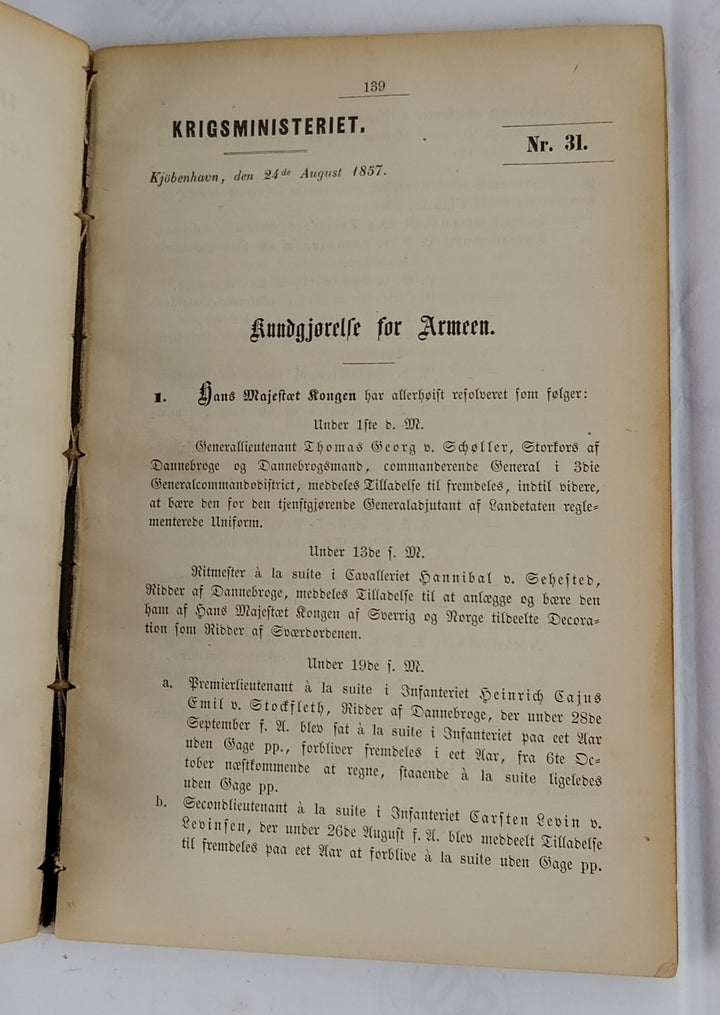 139
KRIGSMINISTERIET.
Nr. 31.
Kjöbenhavn, den 24de August 1857.
Kundgjørelse for Armeen.
1. Hans Majestæt Kongen har allerhøist resolveret som følger:
Under 1ste d. M.
Generallieutenant Thomas Georg v. Schøller, Storkors af
Dannebroge og Dannebrogsmand, commanderende General i 3die
Generalcommandodistrict, meddeles Tilladelse til fremdeles, indtil videre,
at bære den for den tjenstgjørende Generaladjutant af Landetaten regle-
menterede Uniform.
Under 13de s. M.
Ritmester à la suite i Cavalleriet Hannibal v. Sehested,
Ridder af Dannebroge, meddeles Tilladelse til at anlægge og bære den
ham af Hans Majestæt Kongen af Sverrig og Norge tildeelte Decora-
tion som Ridder af Sværdordenen.
Under 19de s. M.
a. Premierlieutenant à la suite i Infanteriet Heinrich Cajus
Emil v. Stockfleth, Ridder af Dannebroge, der under 28de
September f. A. blev sat à la suite i Infanteriet paa eet Aar
uden Gage pp., forbliver fremdeles i eet Aar, fra 6te Oc-
tober næstkommende at regne, staaende à la suite ligeledes
uden Gage pp.
b. Secondlieutenant à la suite i Infanteriet Carsten Levin v.
Levinsen, der under 26de August f. A. blev meddeelt Tilladelse
til fremdeles paa eet Aar at forblive à la suite uden Gage pp.